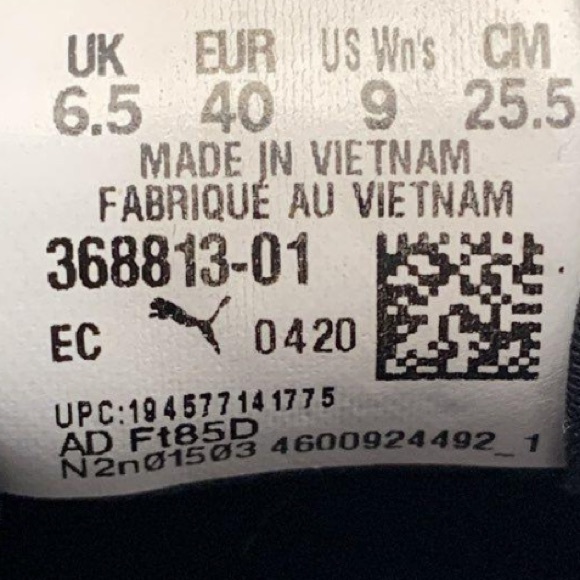 UK EUR US Wn's CM
6.5 40 9 25.5
MADE IN VIETNAM
FABRIQUÉ AU VIETNAM
368813-01
EC 0420
UPC:194577141775
AD Ft85D
N2n01503 4600924492_1